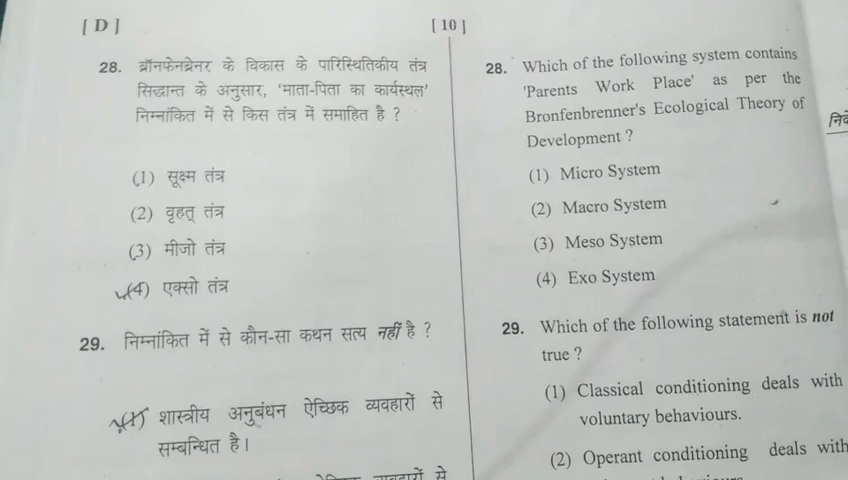 [ D ]
[ 10 ]
28. ब्रॉनफेनब्रेनर के विकास के पारिस्थितिकीय तंत्र
सिद्धान्त के अनुसार, 'माता-पिता का कार्यस्थल'
निम्नांकित में से किस तंत्र में समाहित है ?
(1) सूक्ष्म तंत्र
(2) वृहत् तंत्र
(3) मीजो तंत्र
(4) एक्सो तंत्र
29. निम्नांकित में से कौन-सा कथन सत्य नहीं है ?
(1) शास्त्रीय अनुबंधन ऐच्छिक व्यवहारों से
सम्बन्धित है।
व्यवहारों से
28. Which of the following system contains
'Parents Work Place' as per the
Bronfenbrenner's Ecological Theory of
Development ?
(1) Micro System
(2) Macro System
(3) Meso System
(4) Exo System
29. Which of the following statement is not
true ?
(1) Classical conditioning deals with
voluntary behaviours.
(2) Operant conditioning deals with